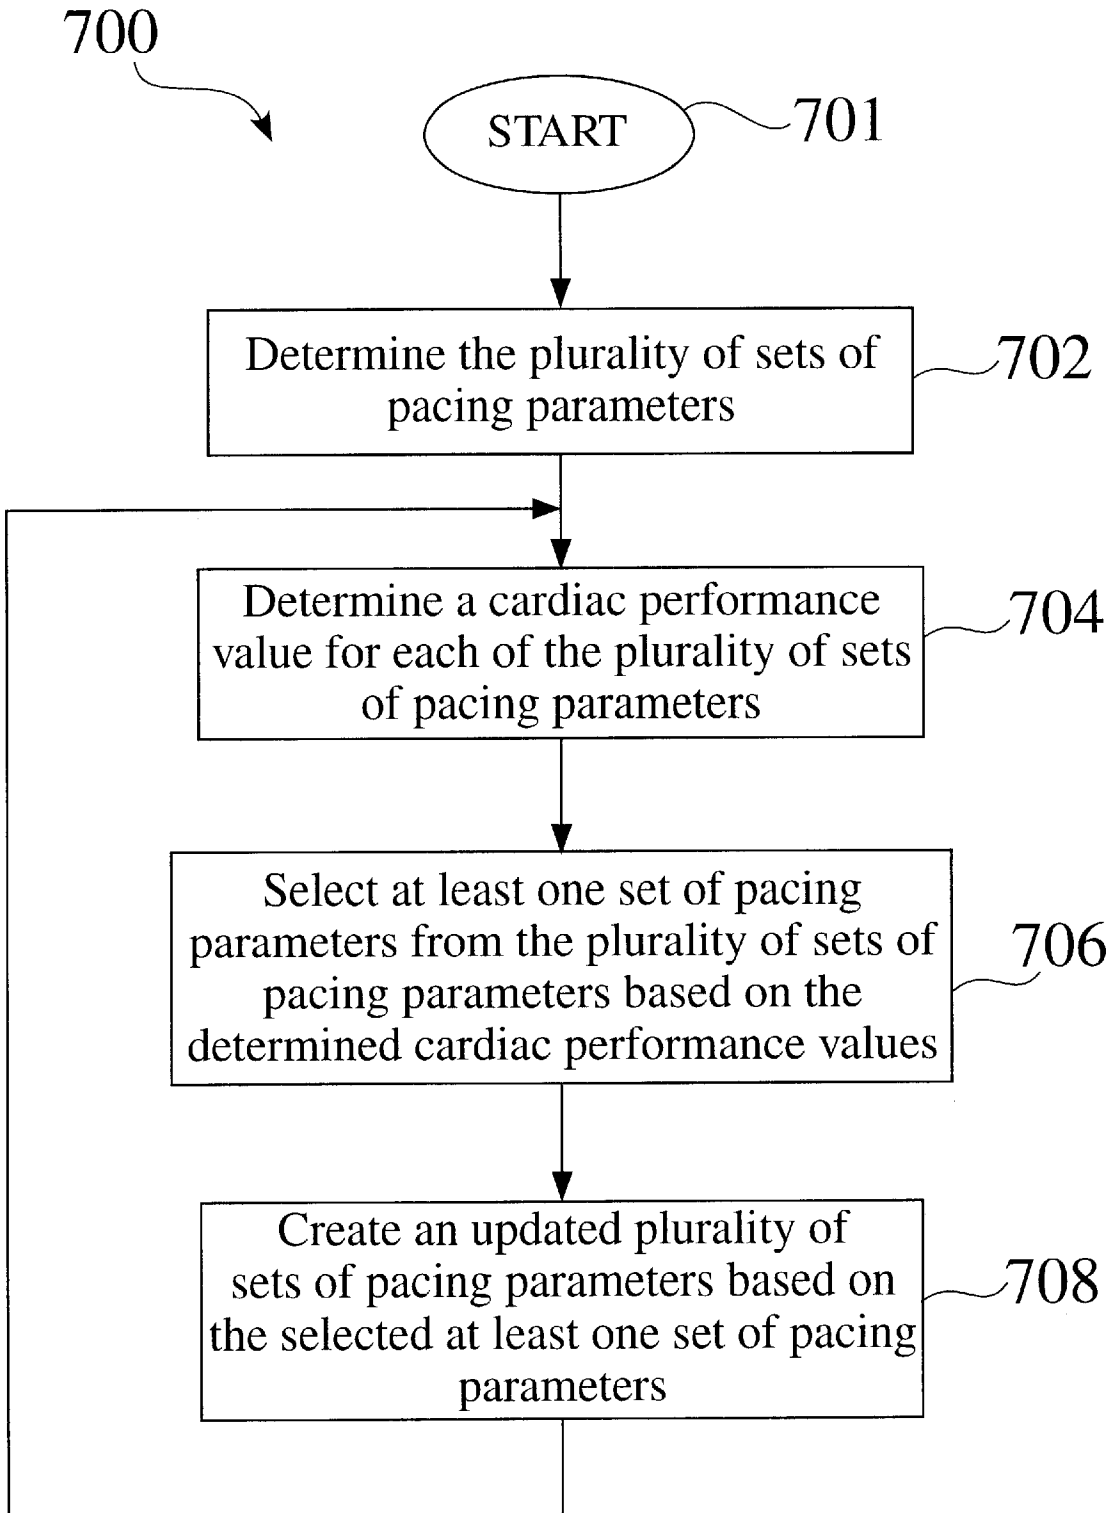 700
START
701
Determine the plurality of sets of
pacing parameters
702
Determine a cardiac performance
value for each of the plurality of sets
of pacing parameters
704
Select at least one set of pacing
parameters from the plurality of sets of
pacing parameters based on the
determined cardiac performance values
706
Create an updated plurality of
sets of pacing parameters based on
the selected at least one set of pacing
parameters
708